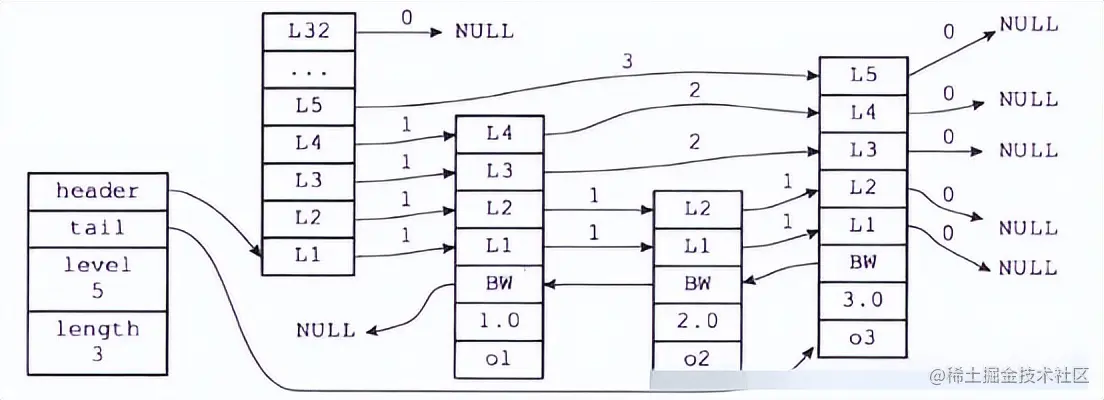 header
tail
level
5
length
3
L32
...
L5
L4
L3
L2
L1
0
NULL
3
1
1
1
1
L4
L3
L2
L1
BW
1.0
o1
NULL
2
2
1
1
L2
L1
BW
2.0
o2
1
1
L5
L4
L3
L2
L1
BW
3.0
o3
0
NULL
0
NULL
0
NULL
0
NULL
0
NULL
@稀土掘金技术社区